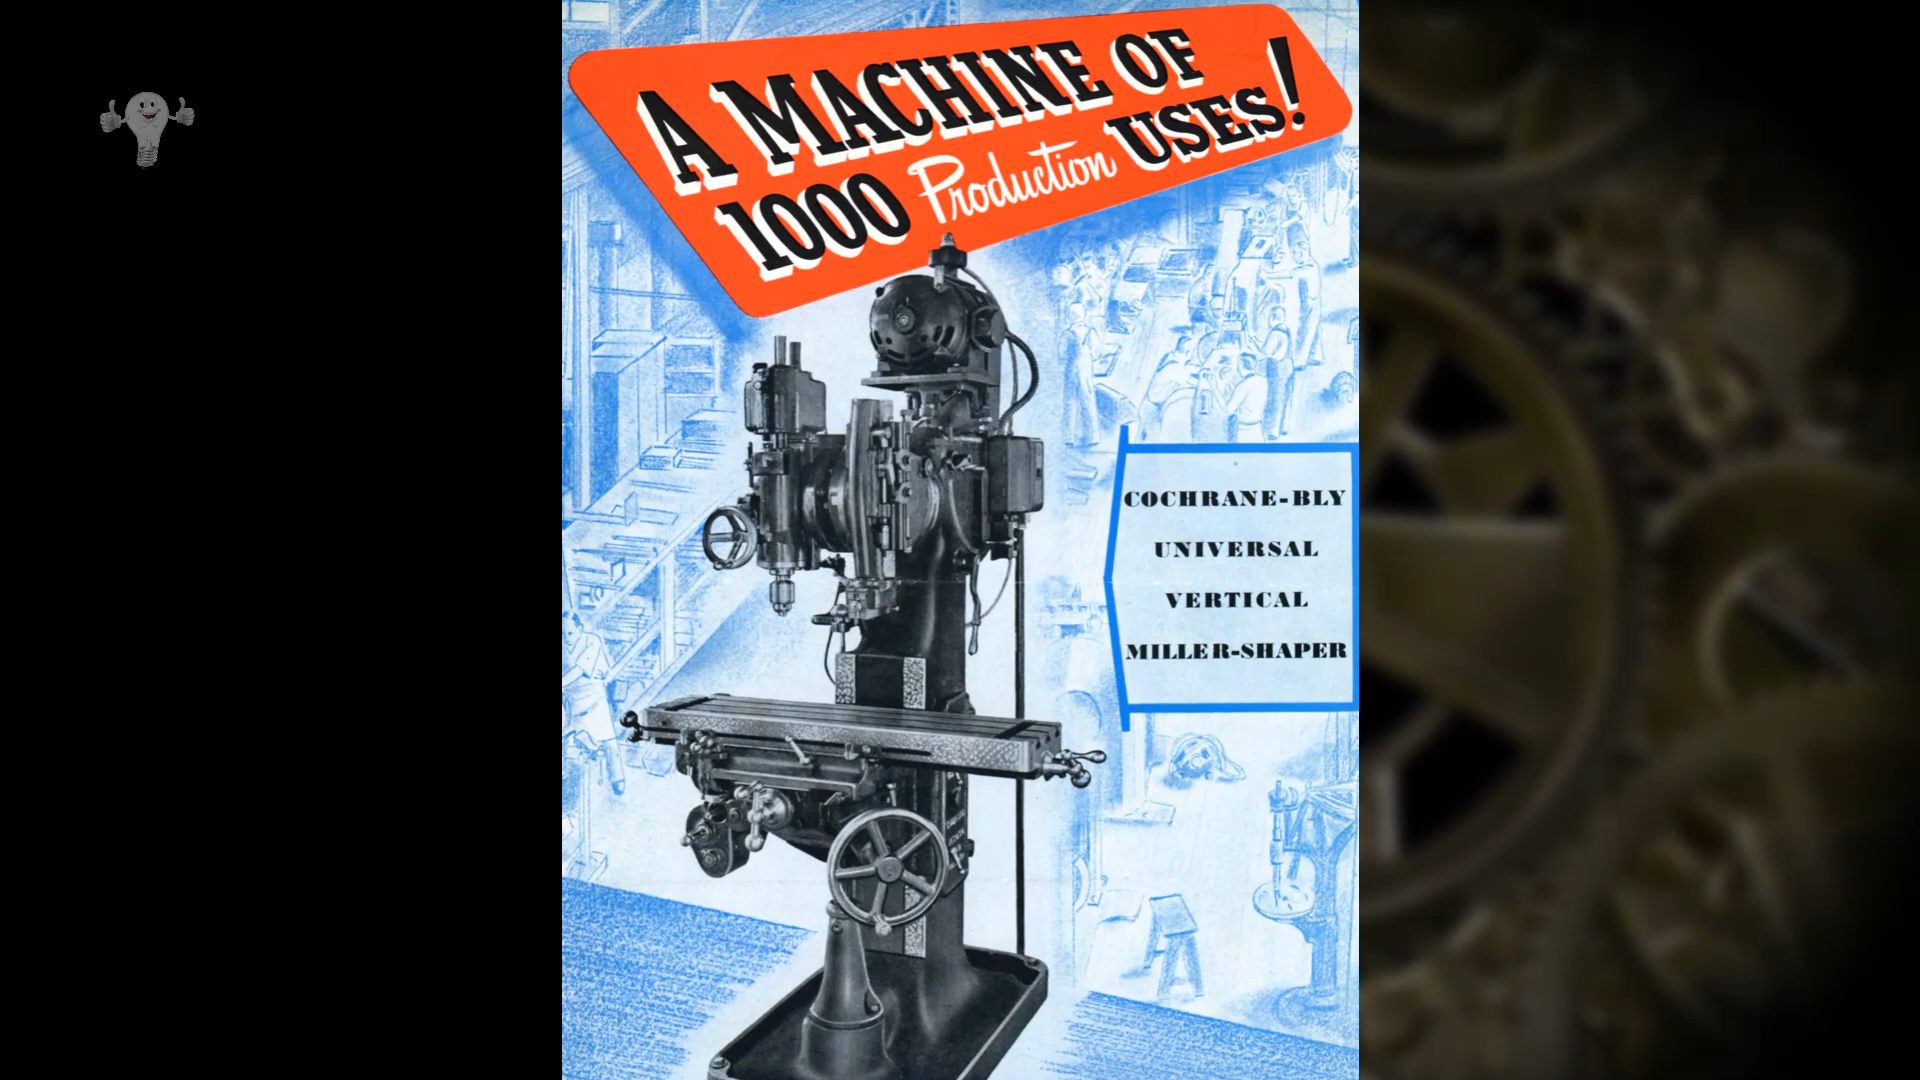 A MACHINE OF
1000 Production USES!
COCHRANE-BLY
UNIVERSAL
VERTICAL
MILLER-SHAPER